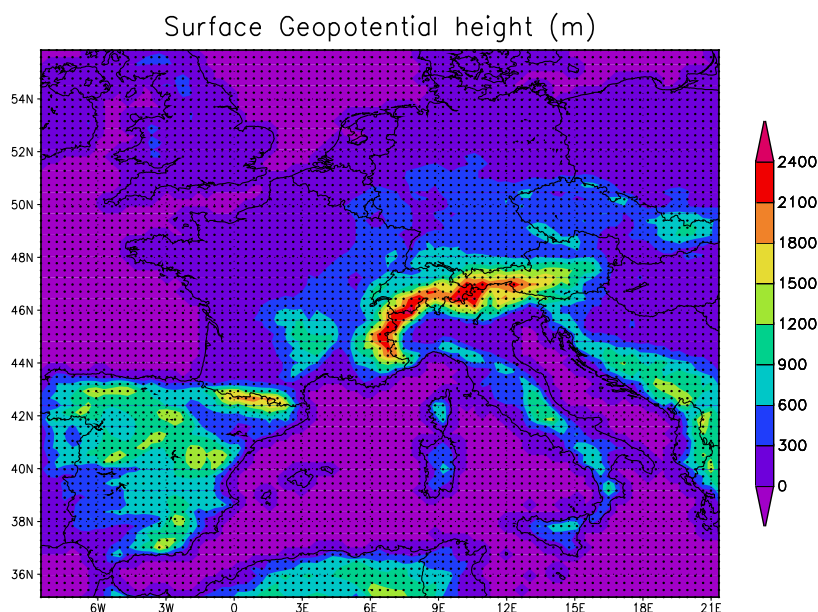 Surface Geopotential height (m)
54N
52N
50N
48N
46N
44N
42N
40N
38N
36N
6W 3W 0 3E 6E 9E 12E 15E 18E 21E
2400
2100
1800
1500
1200
900
600
300
0